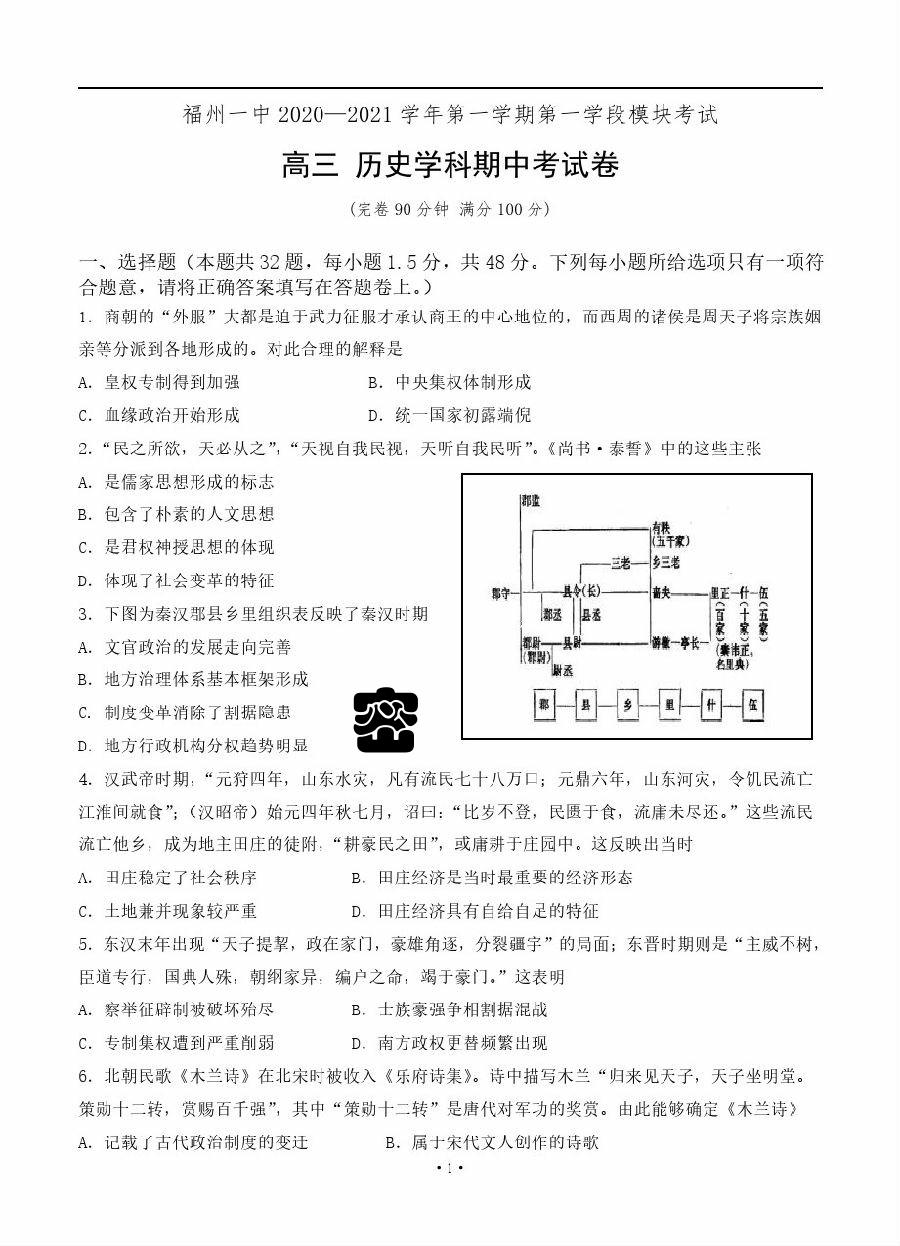 福州一中 2020—2021 学年第一学期第一学段模块考试
高三 历史学科期中考试卷
(完卷 90 分钟 满分 100 分)
一、选择题（本题共 32 题，每小题 1.5 分，共 48 分。下列每小题所给选项只有一项符
合题意，请将正确答案填写在答题卷上。）
1. 商朝的“外服”大都是迫于武力征服才承认商王的中心地位的，而西周的诸侯是周天子将宗族姻
亲等分派到各地形成的。对此合理的解释是
A. 皇权专制得到加强 B. 中央集权体制形成
C. 血缘政治开始形成 D. 统一国家初露端倪
2.“民之所欲，天必从之”；“天视自我民视，天听自我民听”。《尚书·泰誓》中的这些主张
A. 是儒家思想形成的标志
B. 包含了朴素的人文思想
C. 是君权神授思想的体现
D. 体现了社会变革的特征
3. 下图为秦汉郡县乡里组织表反映了秦汉时期
A. 文官政治的发展走向完善
B. 地方治理体系基本框架形成
C. 制度变革消除了割据隐患
D. 地方行政机构分权趋势明显
郡监
有秩
(五千家)
三老 乡三老
郡守 县令(长) 啬夫 里正 什 伍
(百家) (十家) (五家)
郡丞 县丞
郡尉 县尉 游徼 亭长
(郡尉)
尉丞
(秦讳正，
名里典)
郡 县 乡 里 什 伍
4. 汉武帝时期，“元狩四年，山东水灾，凡有流民七十八万口；元鼎六年，山东河灾，令饥民流亡
江淮间就食”；（汉昭帝）始元四年秋七月，诏曰：“比岁不登，民匮于食，流庸未尽还。”这些流民
流亡他乡，成为地主田庄的徒附，“耕豪民之田”，或庸耕于庄园中。这反映出当时
A. 田庄稳定了社会秩序 B. 田庄经济是当时最重要的经济形态
C. 土地兼并现象较严重 D. 田庄经济具有自给自足的特征
5. 东汉末年出现“天子提挈，政在家门，豪雄角逐，分裂疆宇”的局面；东晋时期则是“主威不树，
臣道专行，国典人殊，朝纲家异，编户之命，竭于豪门。”这表明
A. 察举征辟制被破坏殆尽 B. 士族豪强争相割据混战
C. 专制集权遭到严重削弱 D. 南方政权更替频繁出现
6. 北朝民歌《木兰诗》在北宋时被收入《乐府诗集》。诗中描写木兰“归来见天子，天子坐明堂。
策勋十二转，赏赐百千强”，其中“策勋十二转”是唐代对军功的奖赏。由此能够确定《木兰诗》
A. 记载了古代政治制度的变迁 B. 属于宋代文人创作的诗歌
·1·